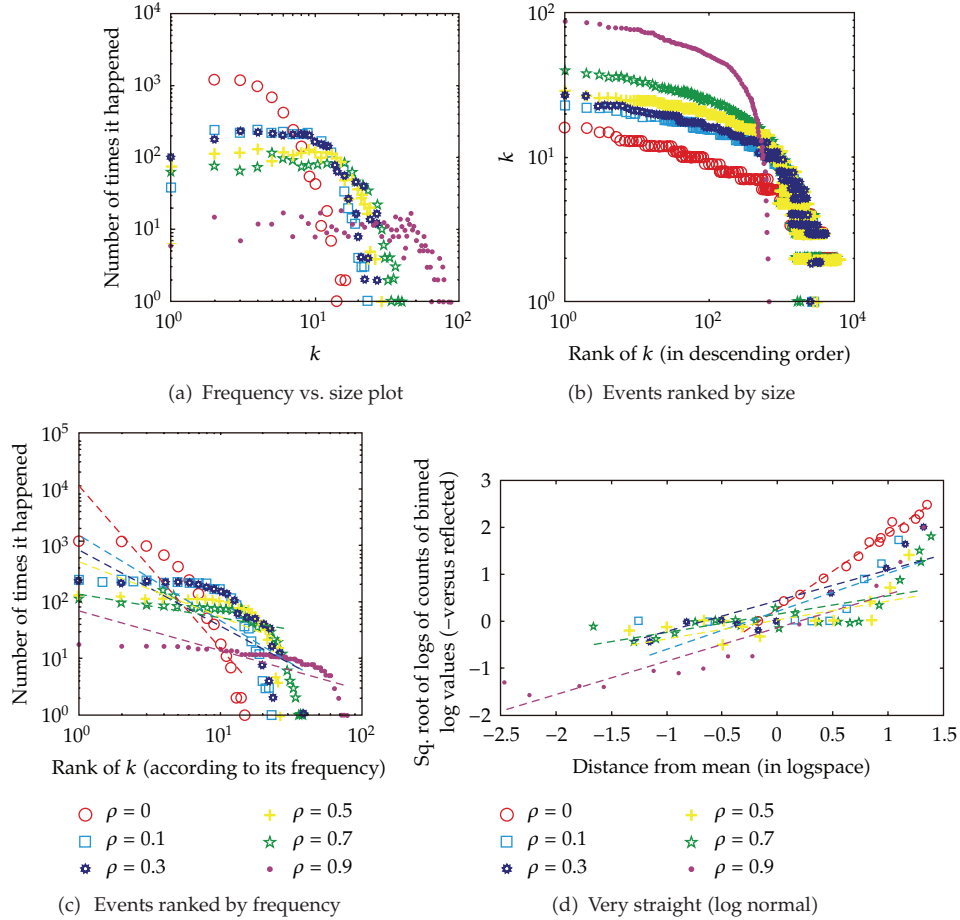 Number of times it happened
10^3
10^2
10^1
10^0
10^0
10^1
10^2
k
(a) Frequency vs. size plot
k
10^2
10^1
10^0
10^0
10^2
10^4
Rank of k (in descending order)
(b) Events ranked by size
Number of times it happened
10^5
10^4
10^3
10^2
10^1
10^0
10^0
10^1
10^2
Rank of k (according to its frequency)
ρ = 0
ρ = 0.1
ρ = 0.3
ρ = 0.5
ρ = 0.7
ρ = 0.9
(c) Events ranked by frequency
Sq. root of logs of counts of binned
log values (−versus reflected)
3
2
1
0
−1
−2
−2.5
−2
−1.5
−1
−0.5
0
0.5
1
1.5
Distance from mean (in logspace)
ρ = 0
ρ = 0.1
ρ = 0.3
ρ = 0.5
ρ = 0.7
ρ = 0.9
(d) Very straight (log normal)